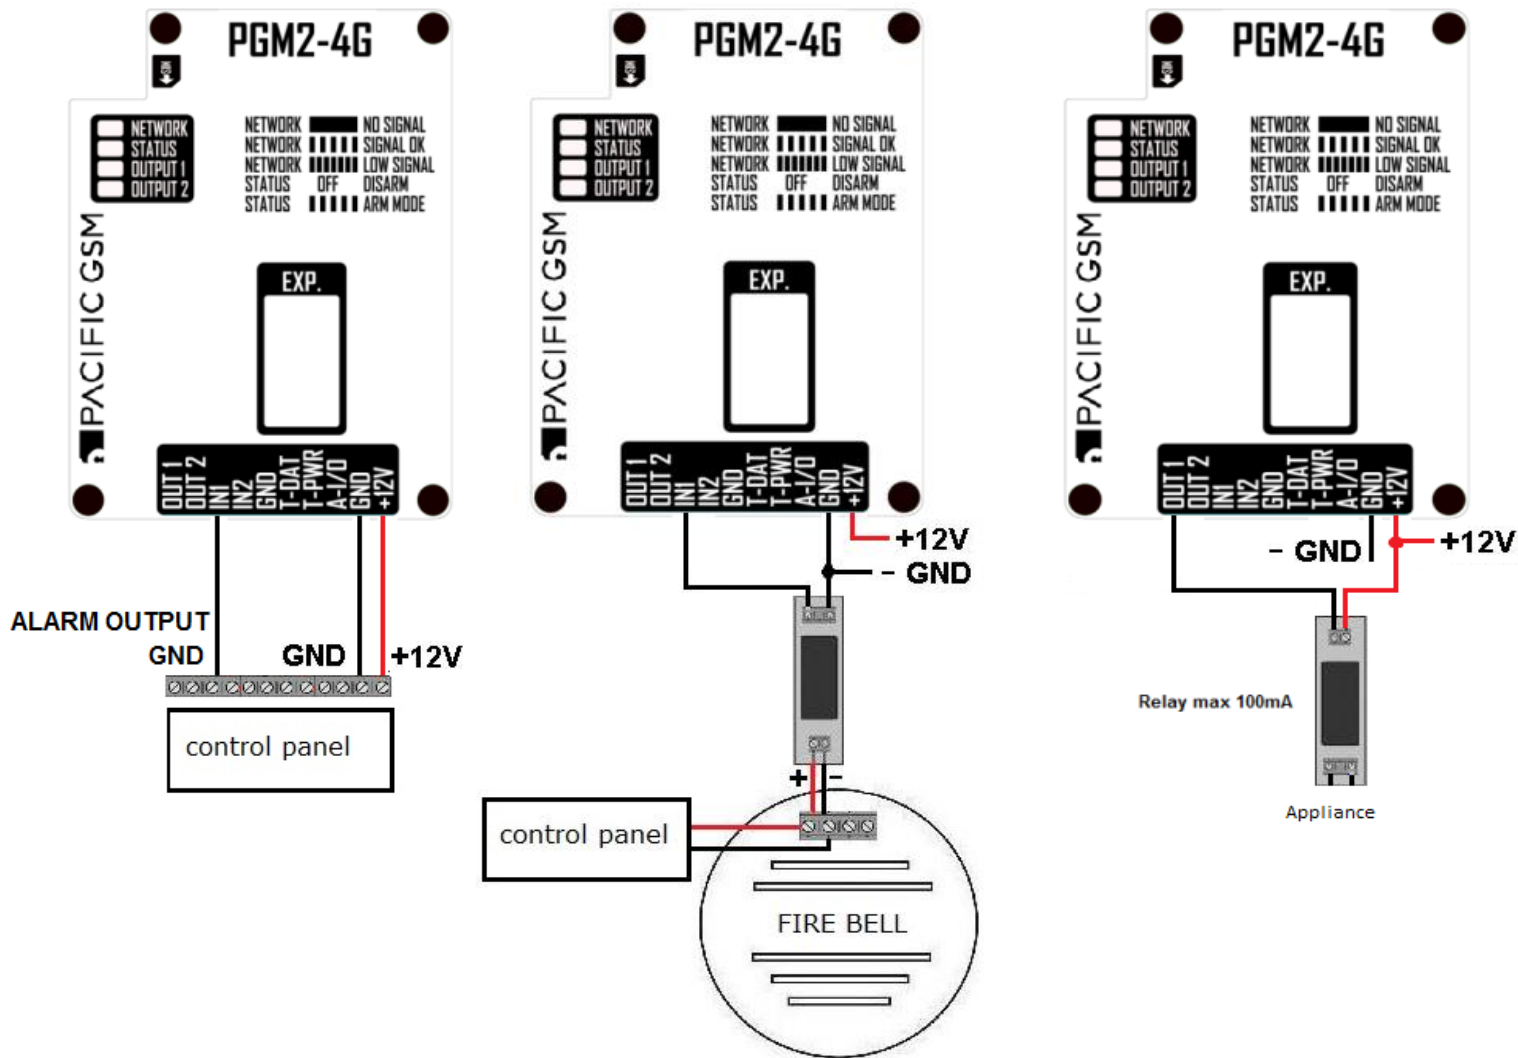 PGM2-4G
SIM
NETWORK
STATUS
OUTPUT 1
OUTPUT 2
NETWORK NO SIGNAL
NETWORK SIGNAL OK
NETWORK LOW SIGNAL
STATUS OFF DISARM
STATUS ARM MODE
PACIFIC GSM
EXP.
OUT 1
OUT 2
IN1
IN2
GND
T-DAT
T-PWR
A-I/O
GND
+12V
ALARM OUTPUT
GND
GND
+12V
control panel
PGM2-4G
SIM
NETWORK
STATUS
OUTPUT 1
OUTPUT 2
NETWORK NO SIGNAL
NETWORK SIGNAL OK
NETWORK LOW SIGNAL
STATUS OFF DISARM
STATUS ARM MODE
PACIFIC GSM
EXP.
OUT 1
OUT 2
IN1
IN2
GND
T-DAT
T-PWR
A-I/O
GND
+12V
+12V
- GND
+ -
control panel
FIRE BELL
PGM2-4G
SIM
NETWORK
STATUS
OUTPUT 1
OUTPUT 2
NETWORK NO SIGNAL
NETWORK SIGNAL OK
NETWORK LOW SIGNAL
STATUS OFF DISARM
STATUS ARM MODE
PACIFIC GSM
EXP.
OUT 1
OUT 2
IN1
IN2
GND
T-DAT
T-PWR
A-I/O
GND
+12V
- GND
+12V
Relay max 100mA
Appliance